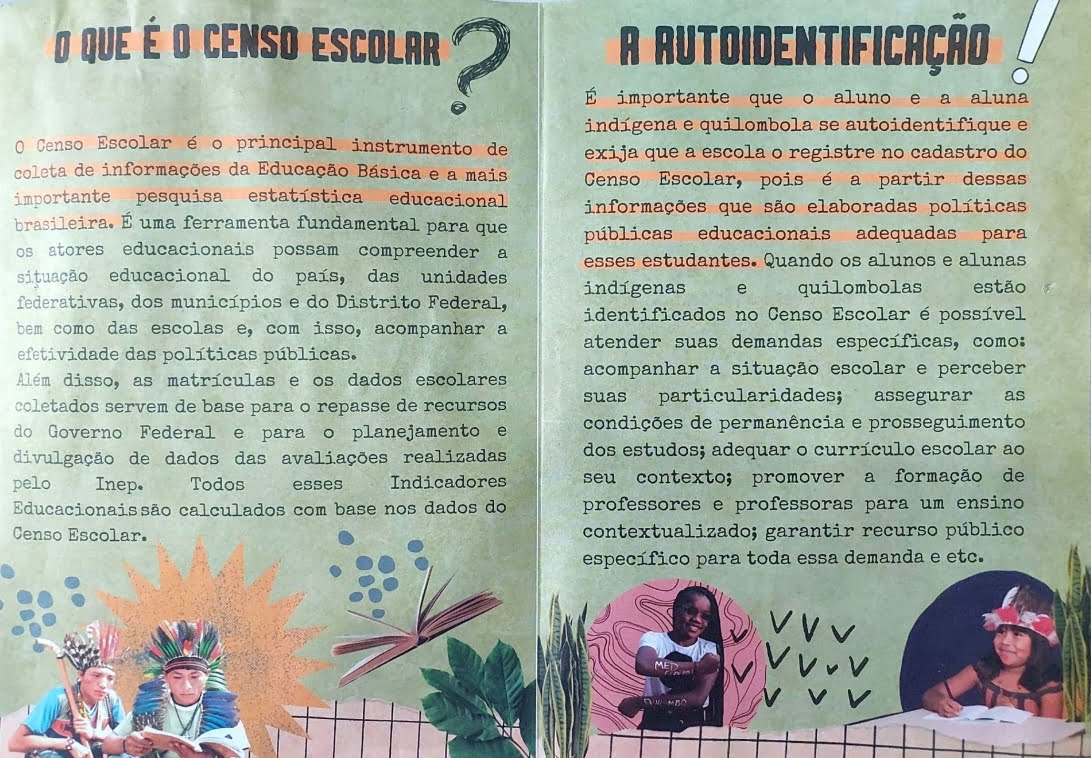 O QUE É O CENSO ESCOLAR ?
O Censo Escolar é o principal instrumento de
coleta de informações da Educação Básica e a mais
importante pesquisa estatística educacional
brasileira. É uma ferramenta fundamental para que
os atores educacionais possam compreender a
situação educacional do país, das unidades
federativas, dos municípios e do Distrito Federal,
bem como das escolas e, com isso, acompanhar a
efetividade das políticas públicas.
Além disso, as matrículas e os dados escolares
coletados servem de base para o repasse de recursos
do Governo Federal e para o planejamento e
divulgação de dados das avaliações realizadas
pelo Inep. Todos esses Indicadores
Educacionais são calculados com base nos dados do
Censo Escolar.
A AUTOIDENTIFICAÇÃO !
É importante que o aluno e a aluna
indígena e quilombola se autoidentifique e
exija que a escola o registre no cadastro do
Censo Escolar, pois é a partir dessas
informações que são elaboradas políticas
públicas educacionais adequadas para
esses estudantes. Quando os alunos e alunas
indígenas e quilombolas estão
identificados no Censo Escolar é possível
atender suas demandas específicas, como:
acompanhar a situação escolar e perceber
suas particularidades; assegurar as
condições de permanência e prosseguimento
dos estudos; adequar o currículo escolar ao
seu contexto; promover a formação de
professores e professoras para um ensino
contextualizado; garantir recurso público
específico para toda essa demanda e etc.